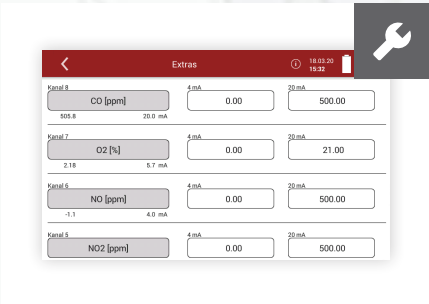 Extras
18.03.20
15:32
Kanal 8 4 mA 20 mA
CO [ppm] 0.00 500.00
505.8 20.0 mA
Kanal 7 4 mA 20 mA
O2 [%] 0.00 21.00
2.18 5.7 mA
Kanal 6 4 mA 20 mA
NO [ppm] 0.00 500.00
-1.1 4.0 mA
Kanal 5 4 mA 20 mA
NO2 [ppm] 0.00 500.00